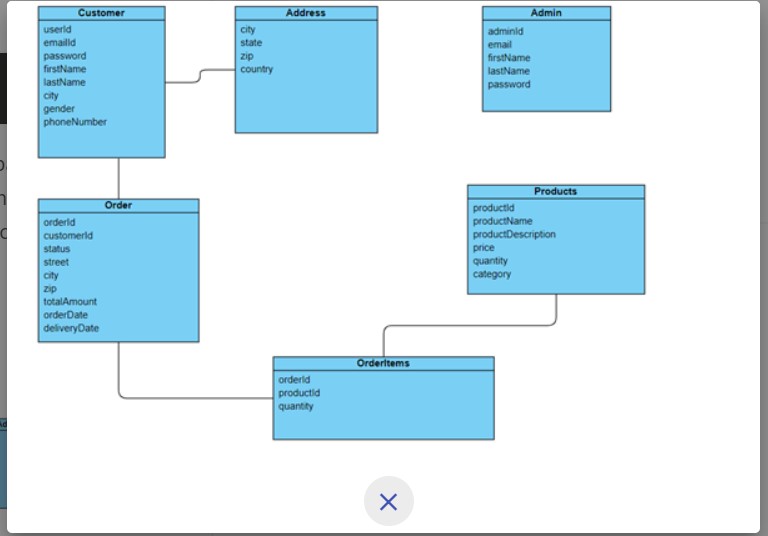 Customer
userId
emailId
password
firstName
lastName
city
gender
phoneNumber
Address
city
state
zip
country
Admin
adminId
email
firstName
lastName
password
Order
orderId
customerId
status
street
city
zip
totalAmount
orderDate
deliveryDate
Products
productId
productName
productDescription
price
quantity
category
OrderItems
orderId
productId
quantity